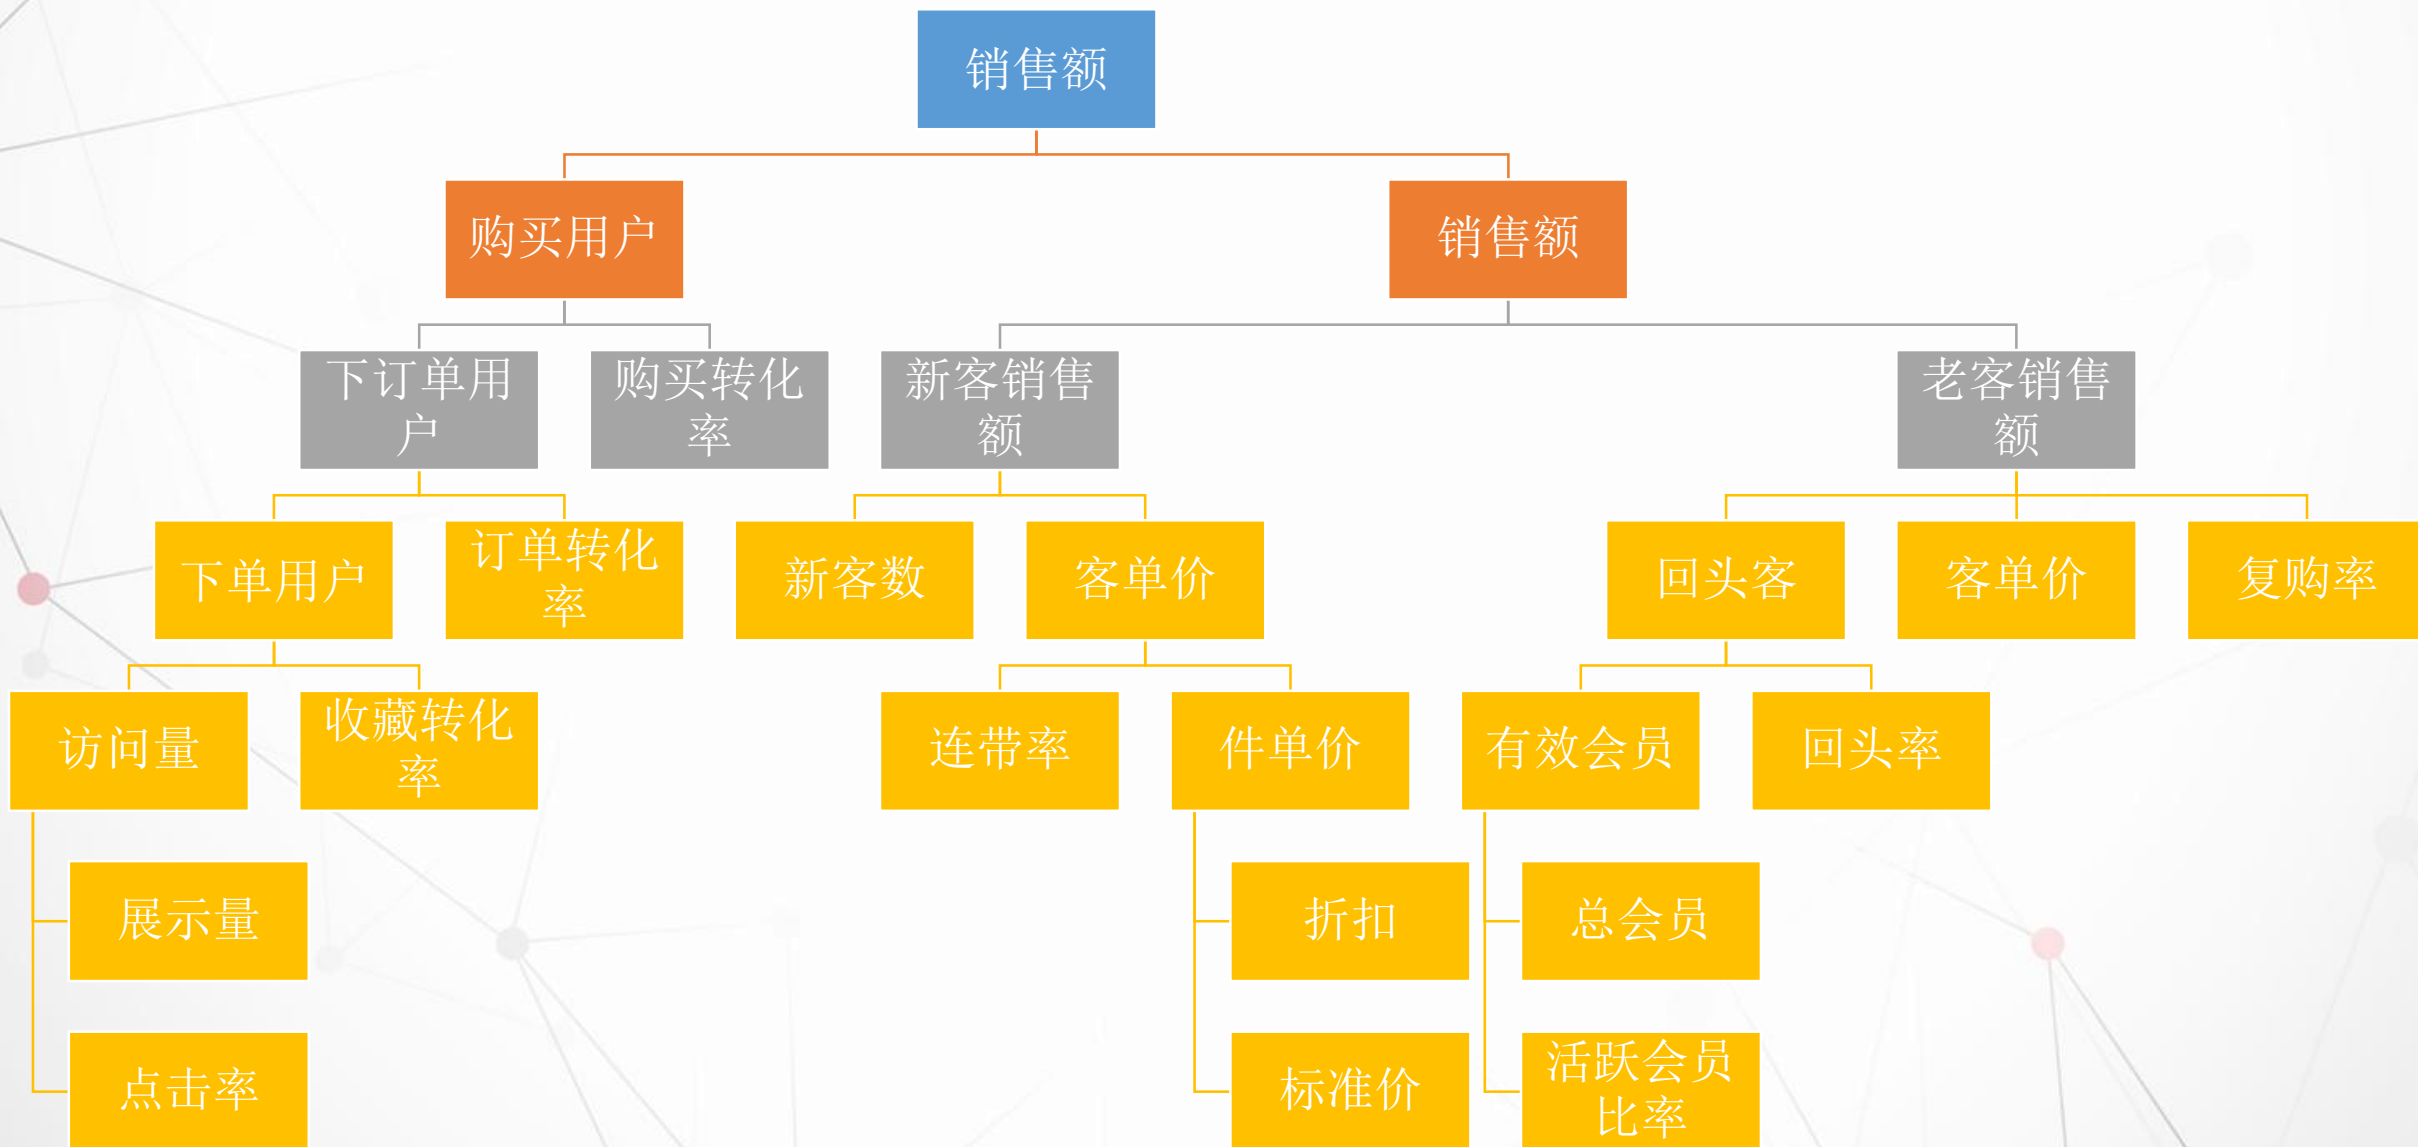 销售额
购买用户
销售额
下订单用
户
购买转化
率
新客销售
额
老客销售
额
下单用户
订单转化
率
新客数
客单价
回头客
客单价
复购率
访问量
收藏转化
率
连带率
件单价
有效会员
回头率
展示量
折扣
总会员
点击率
标准价
活跃会员
比率